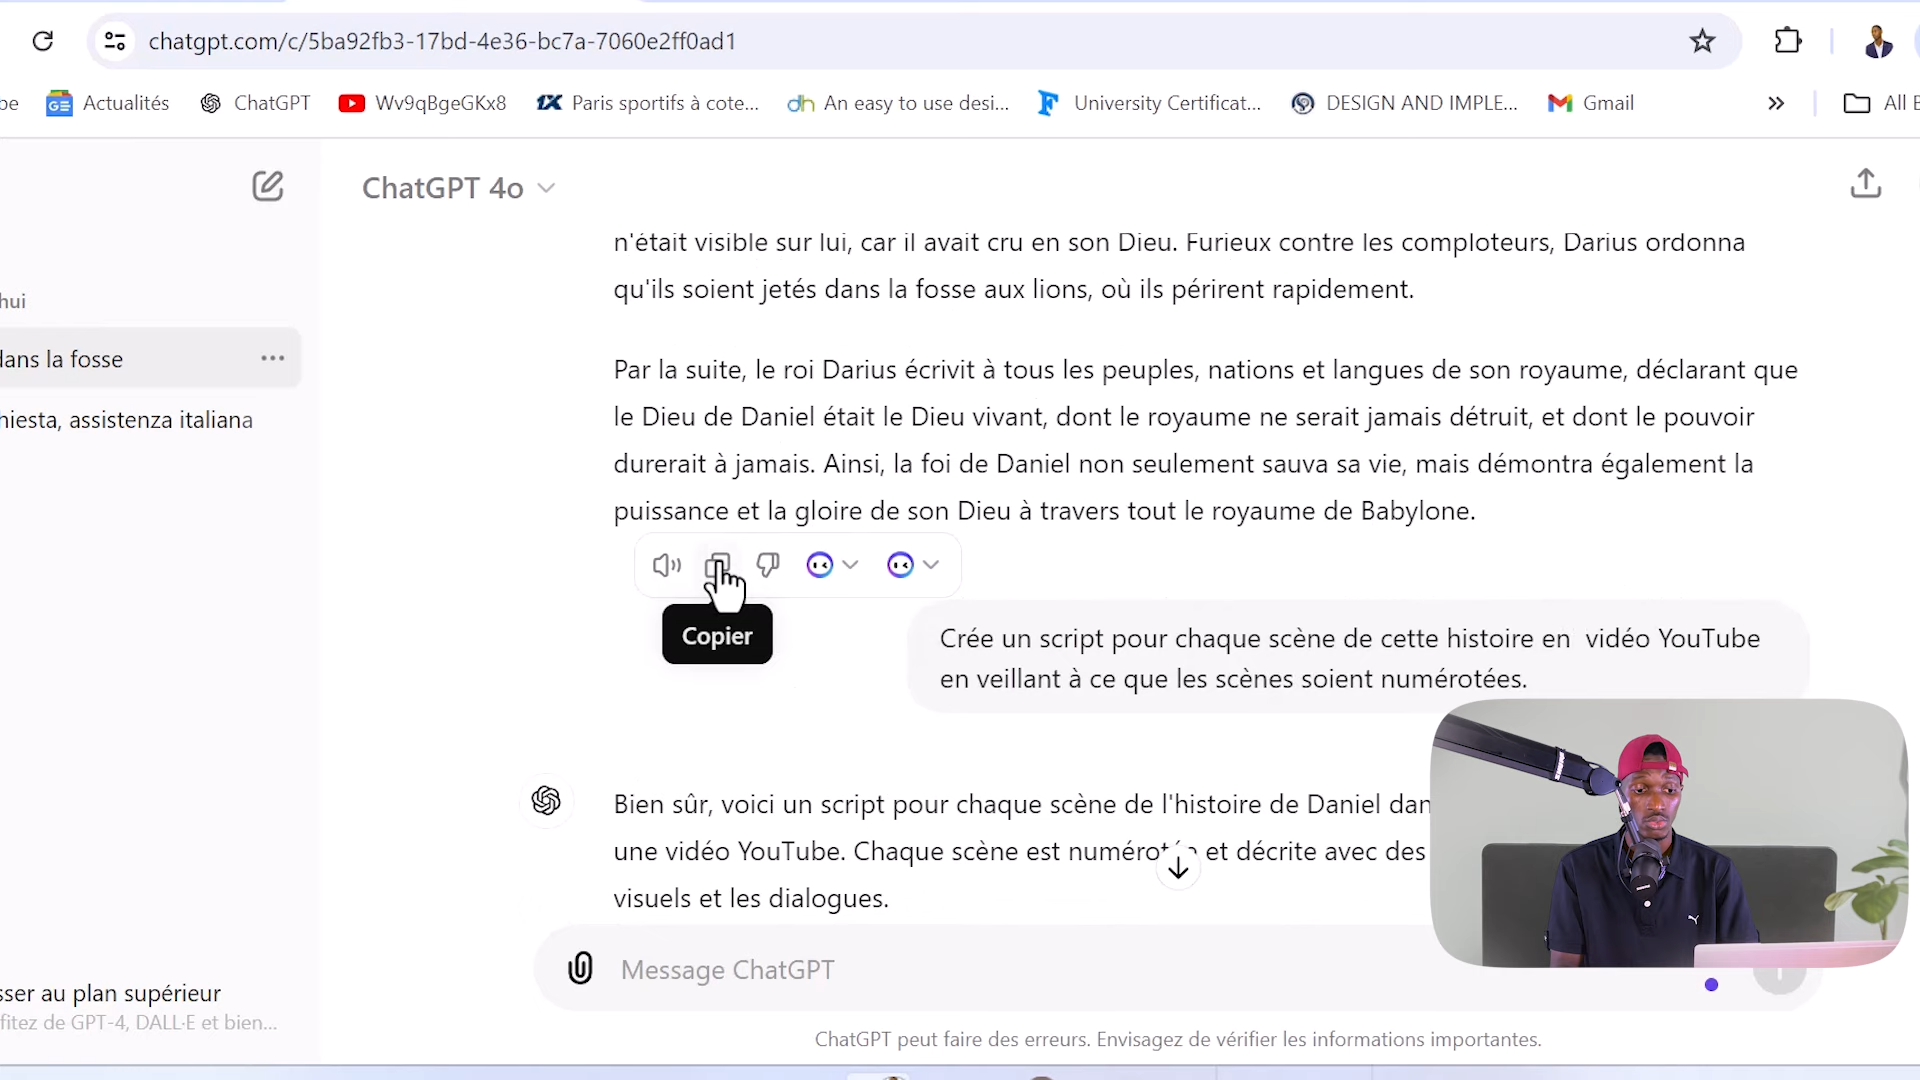 chatgpt.com/c/5ba92fb3-17bd-4e36-bc7a-7060e2ff0ad1
be
GE
Actualités
ChatGPT
Wv9qBgeGKx8
1X
Paris sportifs à cote...
dh
An easy to use desi...
University Certificat...
DESIGN AND IMPLE...
Gmail
All B
ChatGPT 4o
n'était visible sur lui, car il avait cru en son Dieu. Furieux contre les comploteurs, Darius ordonna
qu'ils soient jetés dans la fosse aux lions, où ils périrent rapidement.
hui
dans la fosse
hiesta, assistenza italiana
Par la suite, le roi Darius écrivit à tous les peuples, nations et langues de son royaume, déclarant que
le Dieu de Daniel était le Dieu vivant, dont le royaume ne serait jamais détruit, et dont le pouvoir
durerait à jamais. Ainsi, la foi de Daniel non seulement sauva sa vie, mais démontra également la
puissance et la gloire de son Dieu à travers tout le royaume de Babylone.
Copier
Crée un script pour chaque scène de cette histoire en  vidéo YouTube
en veillant à ce que les scènes soient numérotées.
Bien sûr, voici un script pour chaque scène de l'histoire de Daniel dan
une vidéo YouTube. Chaque scène est numérotée et décrite avec des
visuels et les dialogues.
Message ChatGPT
sser au plan supérieur
fitez de GPT-4, DALL·E et bien...
ChatGPT peut faire des erreurs. Envisagez de vérifier les informations importantes.